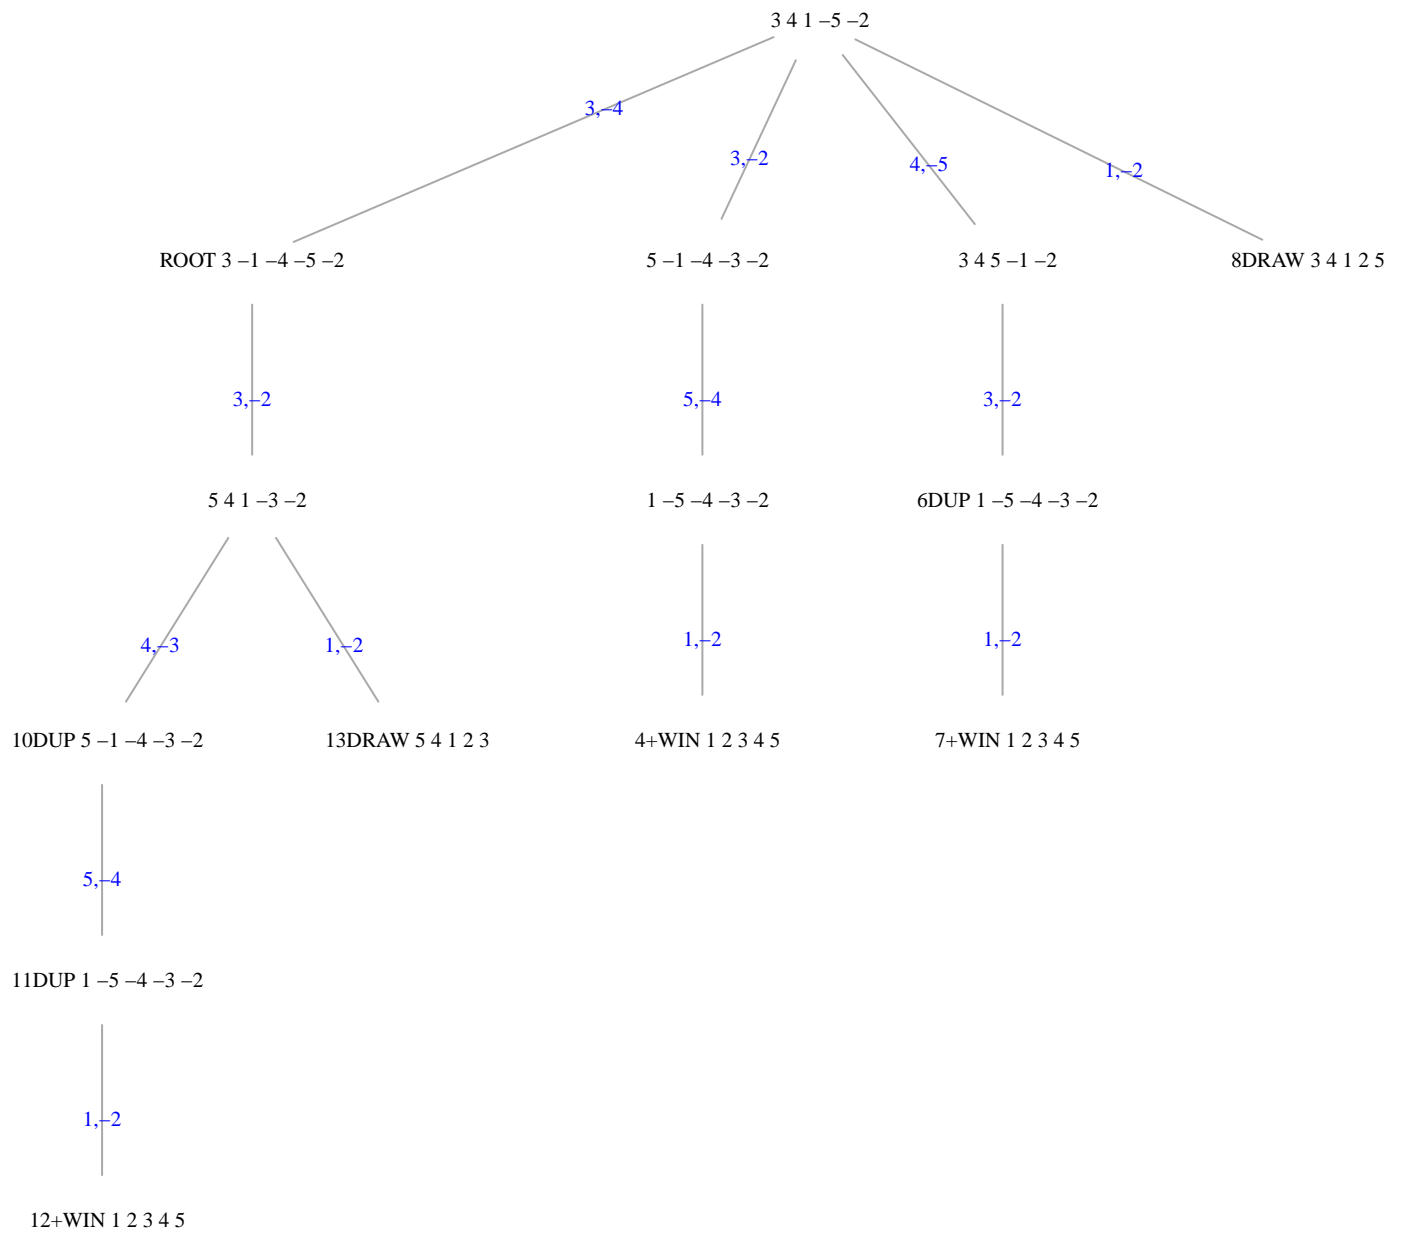 3 4 1 –5 –2
3,–4
3,–2
4,–5
1,–2
ROOT 3 –1 –4 –5 –2
5 –1 –4 –3 –2
3 4 5 –1 –2
8DRAW 3 4 1 2 5
3,–2
5,–4
3,–2
5 4 1 –3 –2
1 –5 –4 –3 –2
6DUP 1 –5 –4 –3 –2
4,–3
1,–2
1,–2
1,–2
10DUP 5 –1 –4 –3 –2
13DRAW 5 4 1 2 3
4+WIN 1 2 3 4 5
7+WIN 1 2 3 4 5
5,–4
11DUP 1 –5 –4 –3 –2
1,–2
12+WIN 1 2 3 4 5